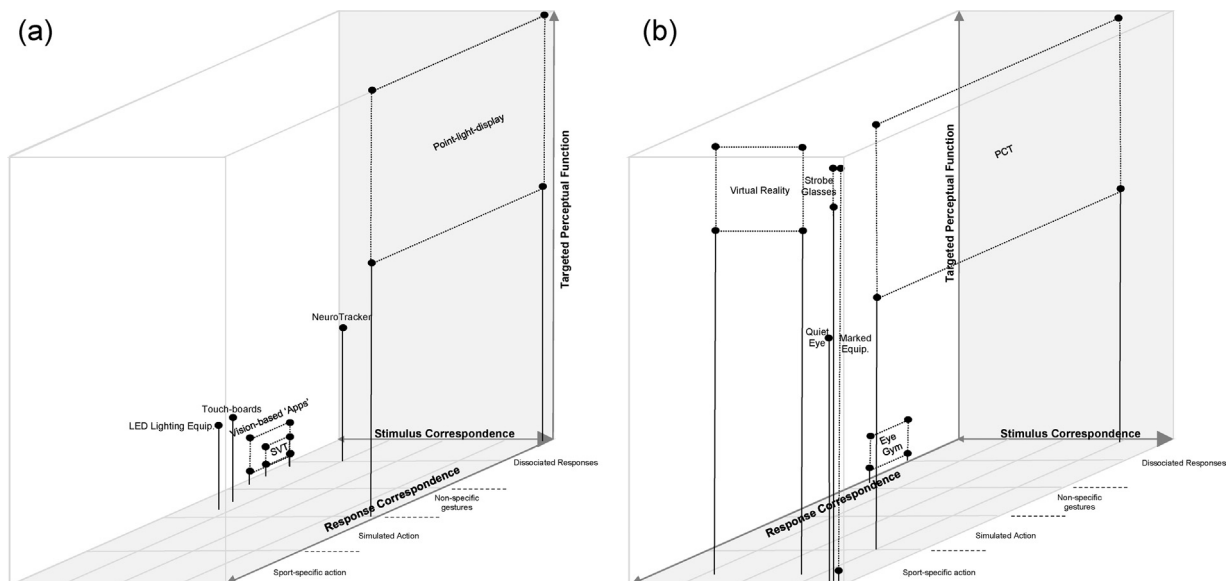 (a)
Point-light-display
Targeted Perceptual Function
NeuroTracker
Touch-boards
LED Lighting Equip.
Vision-based 'Apps'
SVT
Stimulus Correspondence
Response Correspondence
Dissociated Responses
Non-specific
gestures
Simulated Action
Sport-specific action
(b)
PCT
Virtual Reality
Strobe
Glasses
Targeted Perceptual Function
Quiet
Eye
Marked
Equip.
Eye
Gym
Stimulus Correspondence
Response Correspondence
Dissociated Responses
Non-specific
gestures
Simulated Action
Sport-specific action